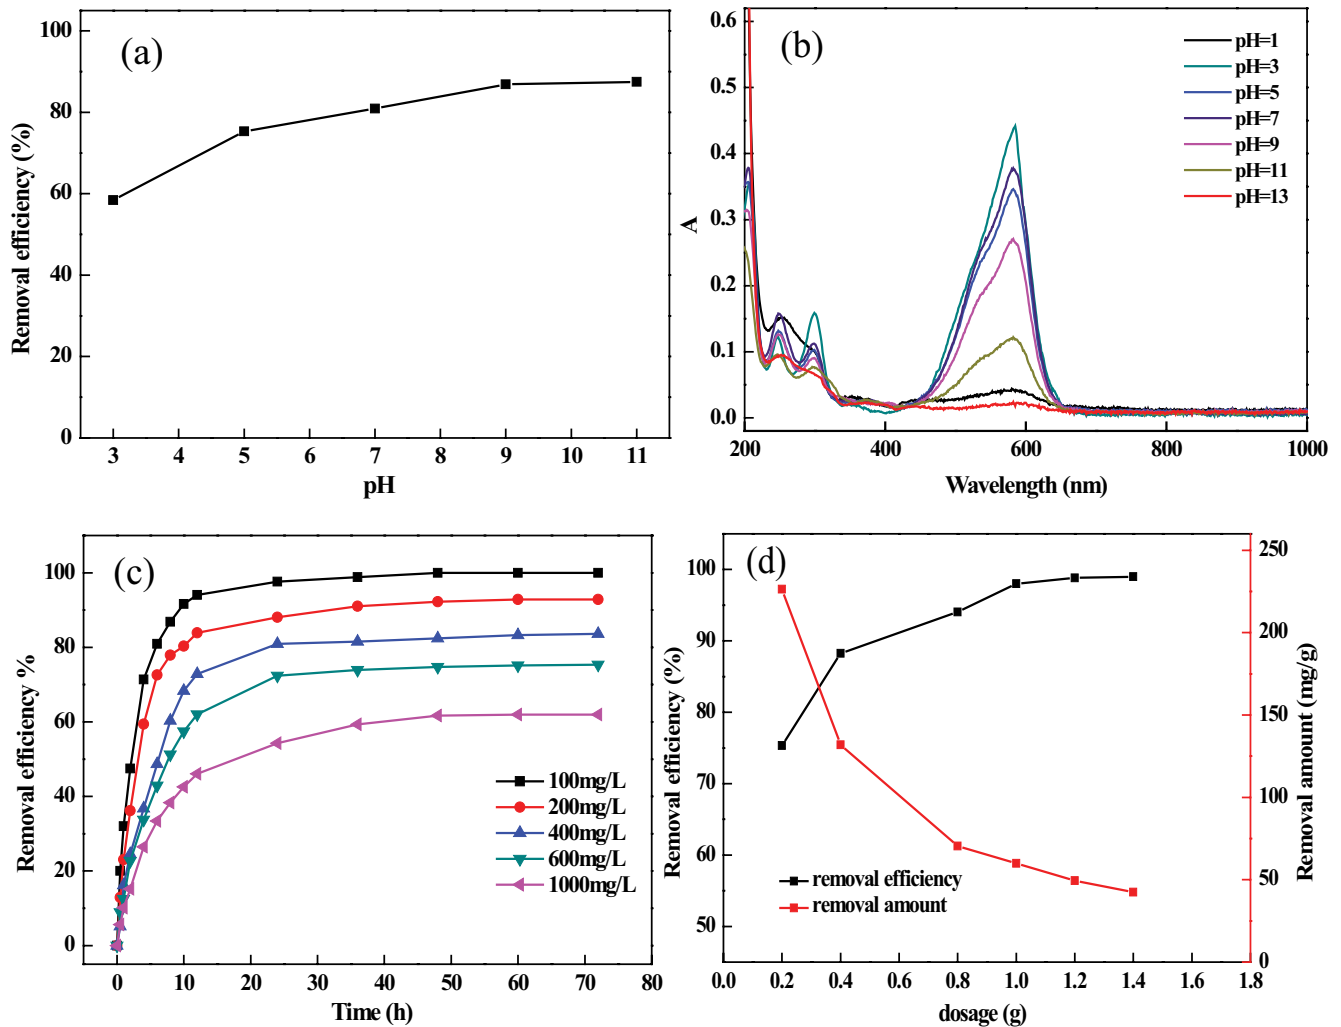 (a)
Removal efficiency (%)
100
80
60
40
20
0
3 4 5 6 7 8 9 10 11
pH
(b)
A
0.6
0.5
0.4
0.3
0.2
0.1
0.0
200 400 600 800 1000
Wavelength (nm)
pH=1
pH=3
pH=5
pH=7
pH=9
pH=11
pH=13
(c)
Removal efficiency %
100
80
60
40
20
0
0 10 20 30 40 50 60 70 80
Time (h)
100mg/L
200mg/L
400mg/L
600mg/L
1000mg/L
(d)
Removal efficiency (%)
100
90
80
70
60
50
0.0 0.2 0.4 0.6 0.8 1.0 1.2 1.4 1.6 1.8
dosage (g)
removal efficiency
removal amount
250
200
150
100
50
0
Removal amount (mg/g)